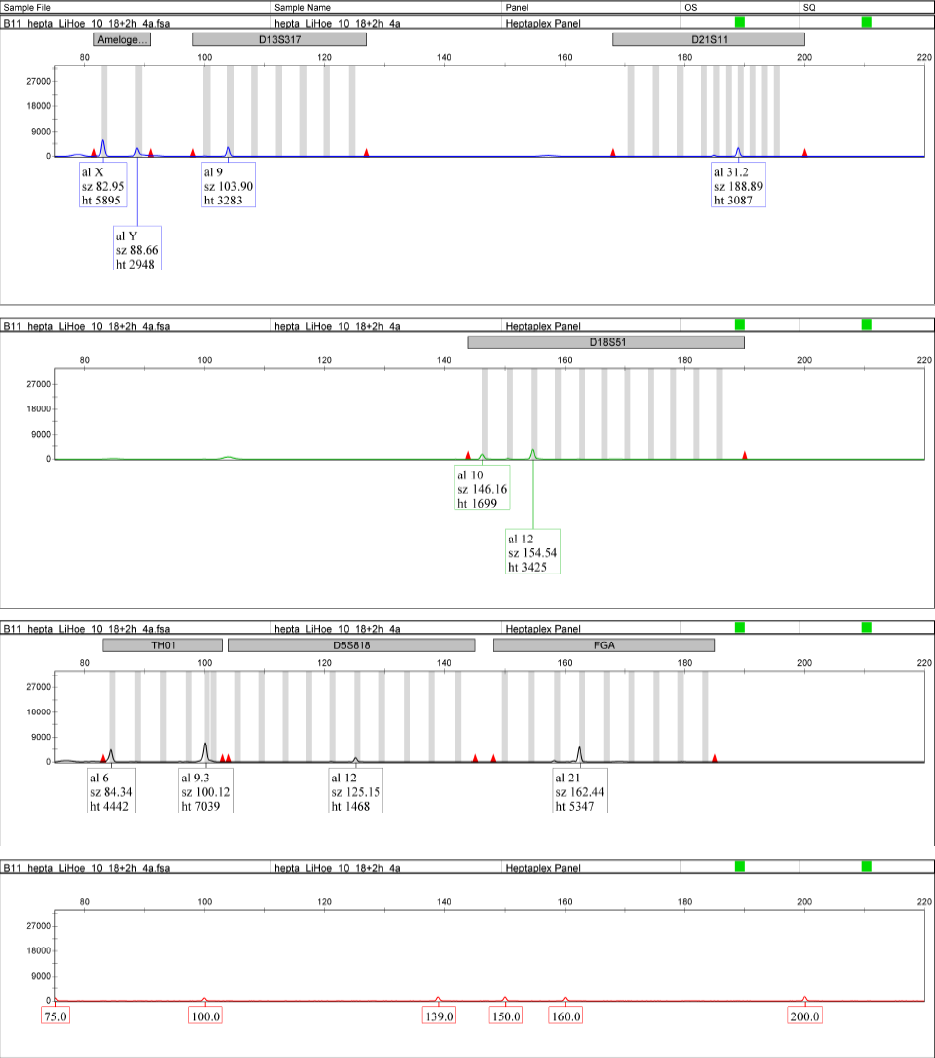 Sample File Sample Name Panel OS SQ
B11_hepta_LiHoe_10_18+2h_4a.fsa hepta_LiHoe_10_18+2h_4a Heptaplex Panel
Ameloge... D13S317 D21S11
80 100 120 140 160 180 200 220
27000
18000
9000
0
al X al 9 al 31.2
sz 82.95 sz 103.90 sz 188.89
ht 5895 ht 3283 ht 3087
al Y
sz 88.66
ht 2948
B11_hepta_LiHoe_10_18+2h_4a.fsa hepta_LiHoe_10_18+2h_4a Heptaplex Panel
D18S51
80 100 120 140 160 180 200 220
27000
18000
9000
0
al 10
sz 146.16
ht 1699
al 12
sz 154.54
ht 3425
B11_hepta_LiHoe_10_18+2h_4a.fsa hepta_LiHoe_10_18+2h_4a Heptaplex Panel
TH01 D5S818 FGA
80 100 120 140 160 180 200 220
27000
18000
9000
0
al 6 al 9.3 al 12 al 21
sz 84.34 sz 100.12 sz 125.15 sz 162.44
ht 4442 ht 7039 ht 1468 ht 5347
B11_hepta_LiHoe_10_18+2h_4a.fsa hepta_LiHoe_10_18+2h_4a Heptaplex Panel
80 100 120 140 160 180 200 220
27000
18000
9000
0
75.0 100.0 139.0 150.0 160.0 200.0